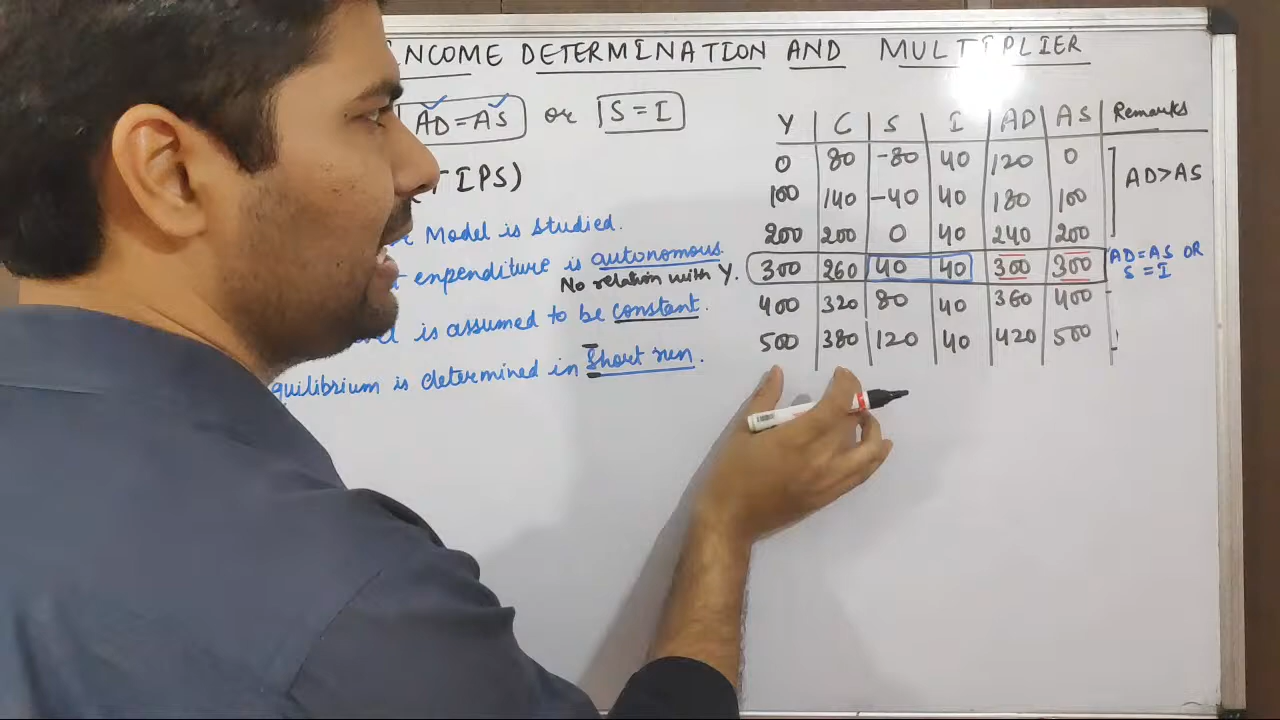 INCOME DETERMINATION AND MULTIPLIER
AD=AS or S=I
TIPS)
Model is studied.
expenditure is autonomous
No relation with Y.
is assumed to be constant.
quilibrium is determined in Short run.
Y C S I AD AS Remarks
0 80 -80 40 120 0
100 140 -40 40 180 100
200 200 0 40 240 200
AD>AS
300 260 40 40 300 300
AD=AS OR
S=I
400 320 80 40 360 400
500 380 120 40 420 500